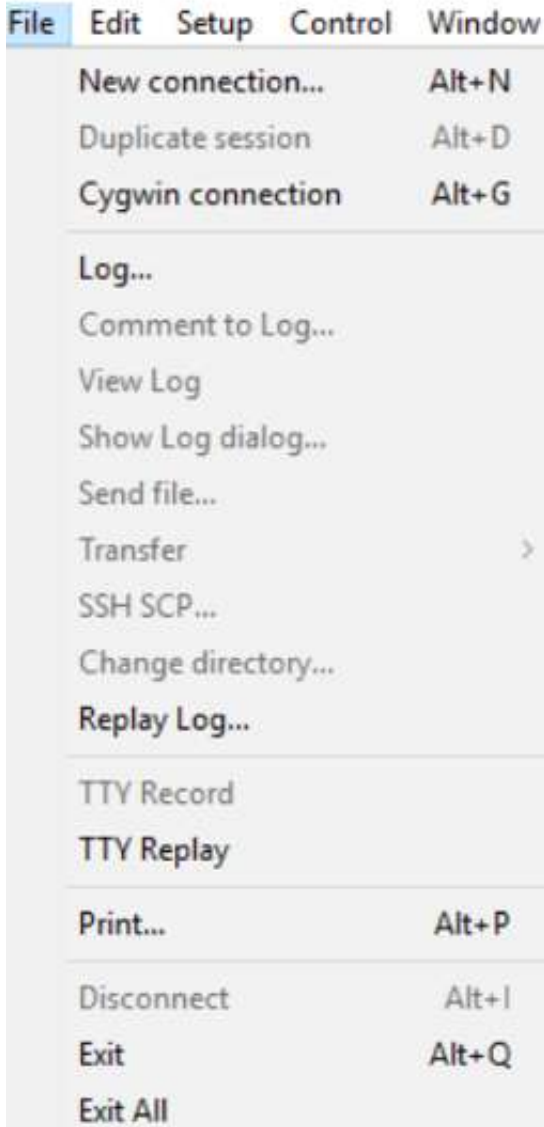 File Edit Setup Control Window
New connection... Alt+N
Duplicate session Alt+D
Cygwin connection Alt+G
Log...
Comment to Log...
View Log
Show Log dialog...
Send file...
Transfer >
SSH SCP...
Change directory...
Replay Log...
TTY Record
TTY Replay
Print... Alt+P
Disconnect Alt+I
Exit Alt+Q
Exit All